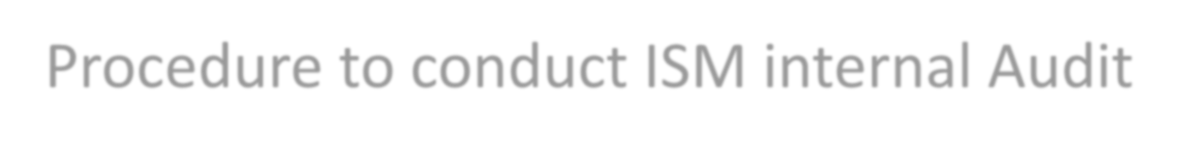 Procedure to conduct ISM internal Audit